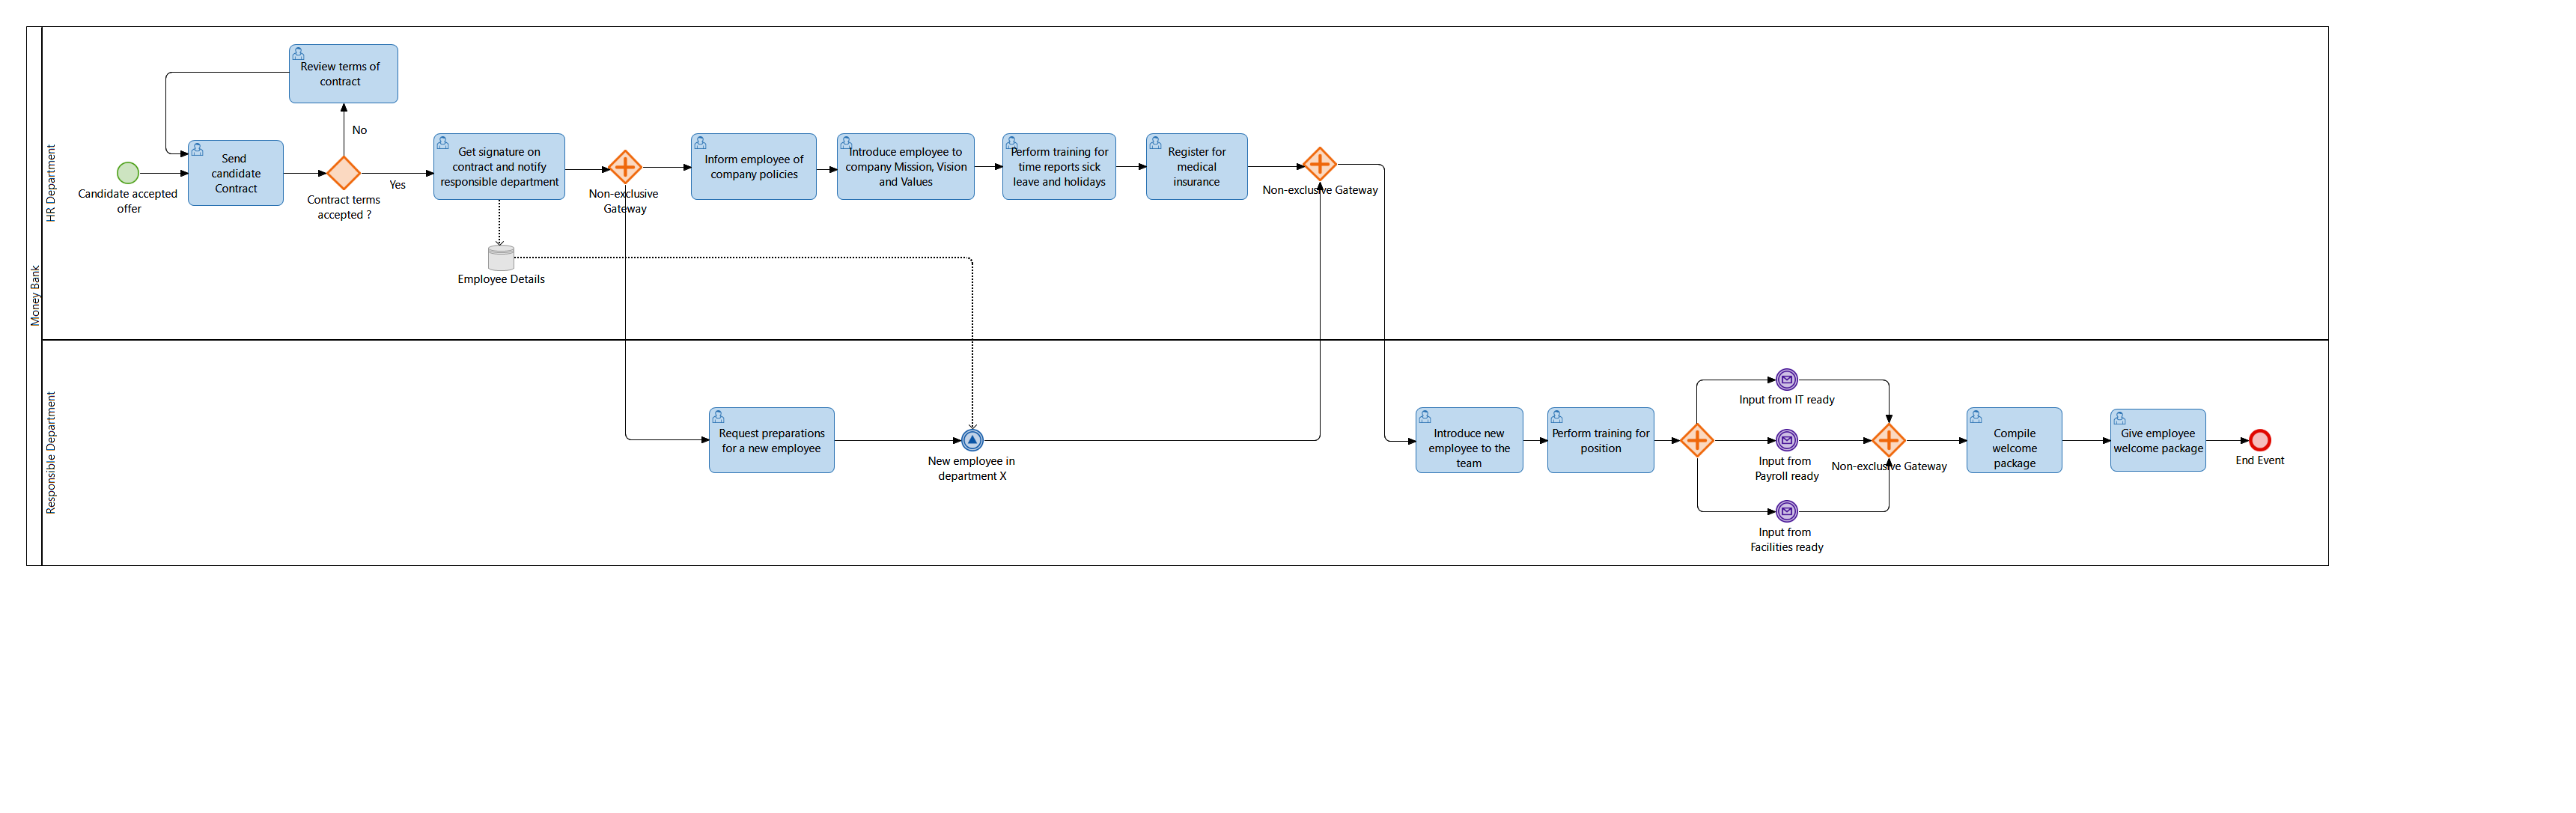 Money Bank
HR Department
Review terms of
contract
No
Candidate accepted
offer
Send
candidate
Contract
Contract terms
accepted ?
Yes
Get signature on
contract and notify
responsible department
Non-exclusive
Gateway
Inform employee of
company policies
Introduce employee to
company Mission, Vision
and Values
Perform training for
time reports sick
leave and holidays
Register for
medical
insurance
Non-exclusive Gateway
Employee Details
Responsible Department
Request preparations
for a new employee
New employee in
department X
Introduce new
employee to the
team
Perform training for
position
Input from IT ready
Input from
Payroll ready
Input from
Facilities ready
Non-exclusive Gateway
Compile
welcome
package
Give employee
welcome package
End Event